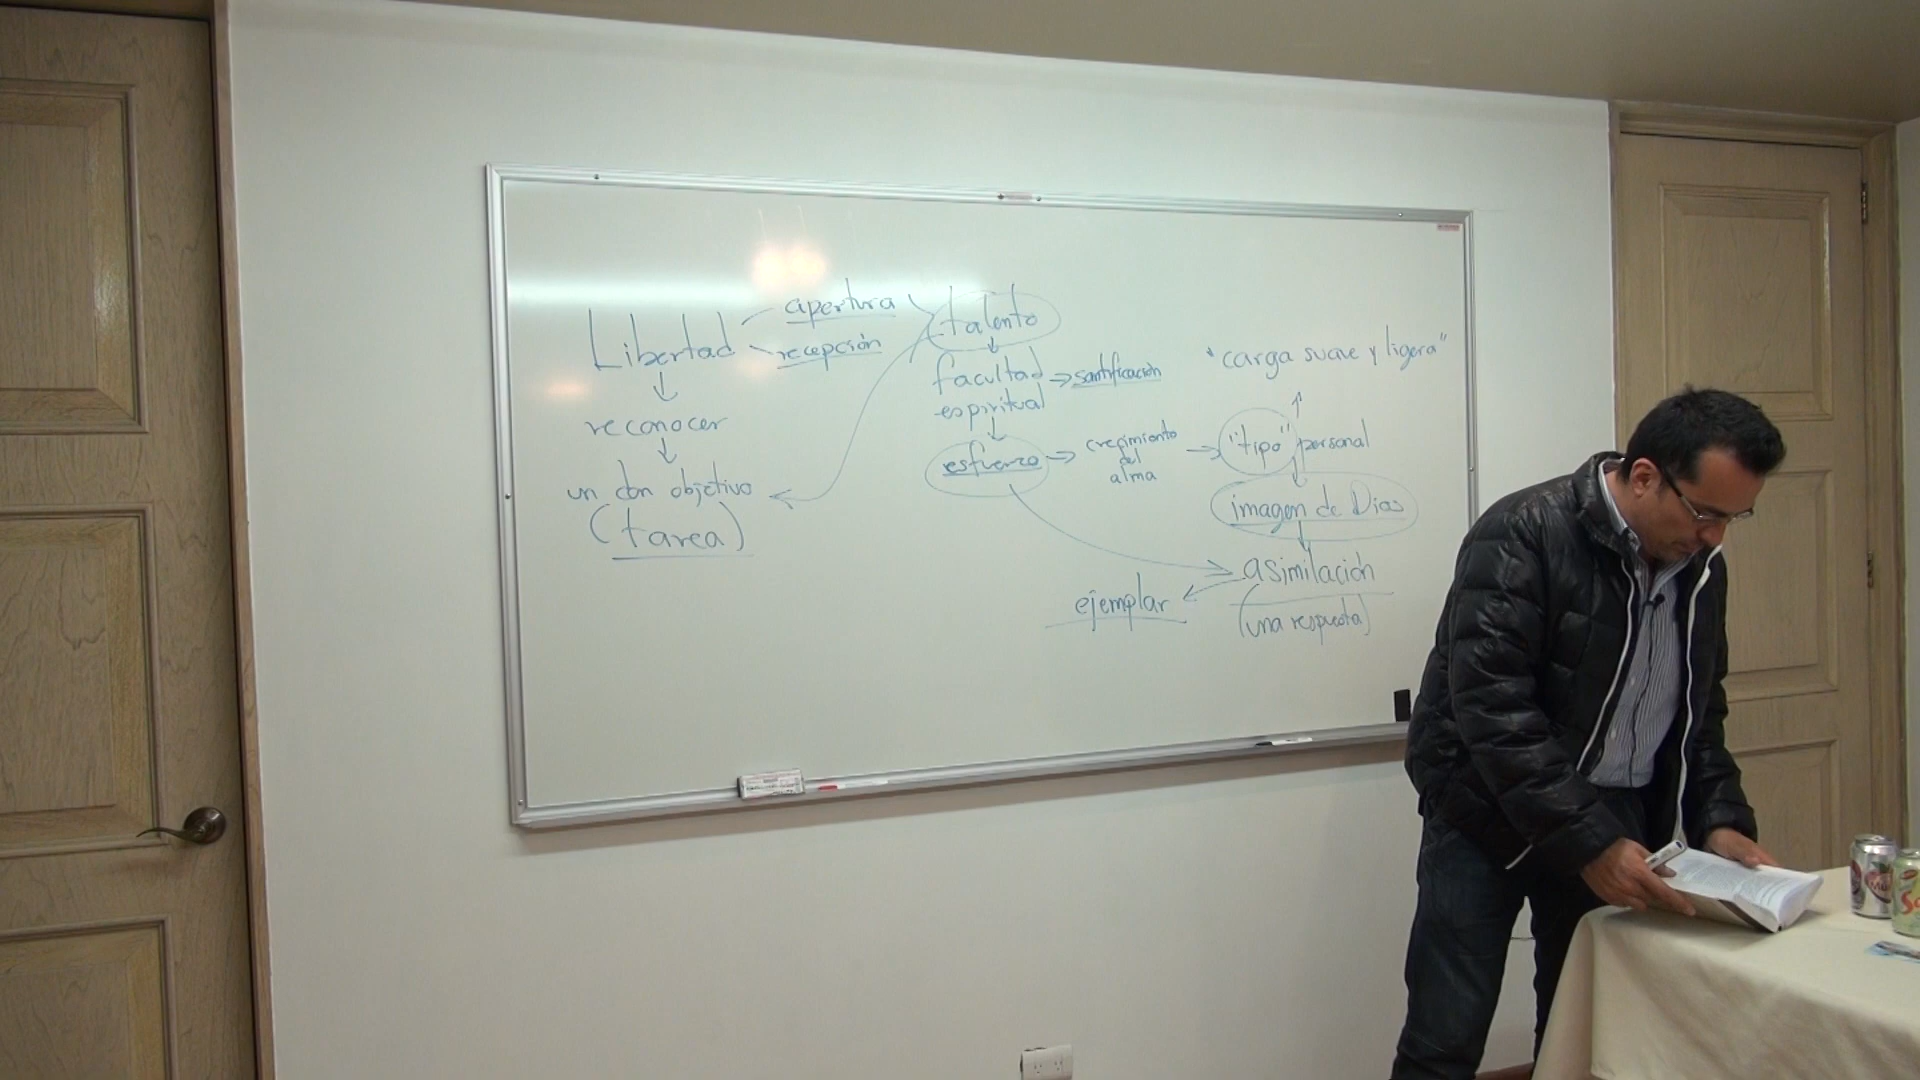 Libertad
apertura
recepción
↓
reconocer
↓
un don objetivo
(tarea)
talento
↓
facultad → santificación
espiritual
↓
esfuerzo → crecimiento → "tipo" personal
del
alma
"carga suave y ligera"
↑
↓
imagen de Dios
↓
asimilación
(una respuesta)
ejemplar